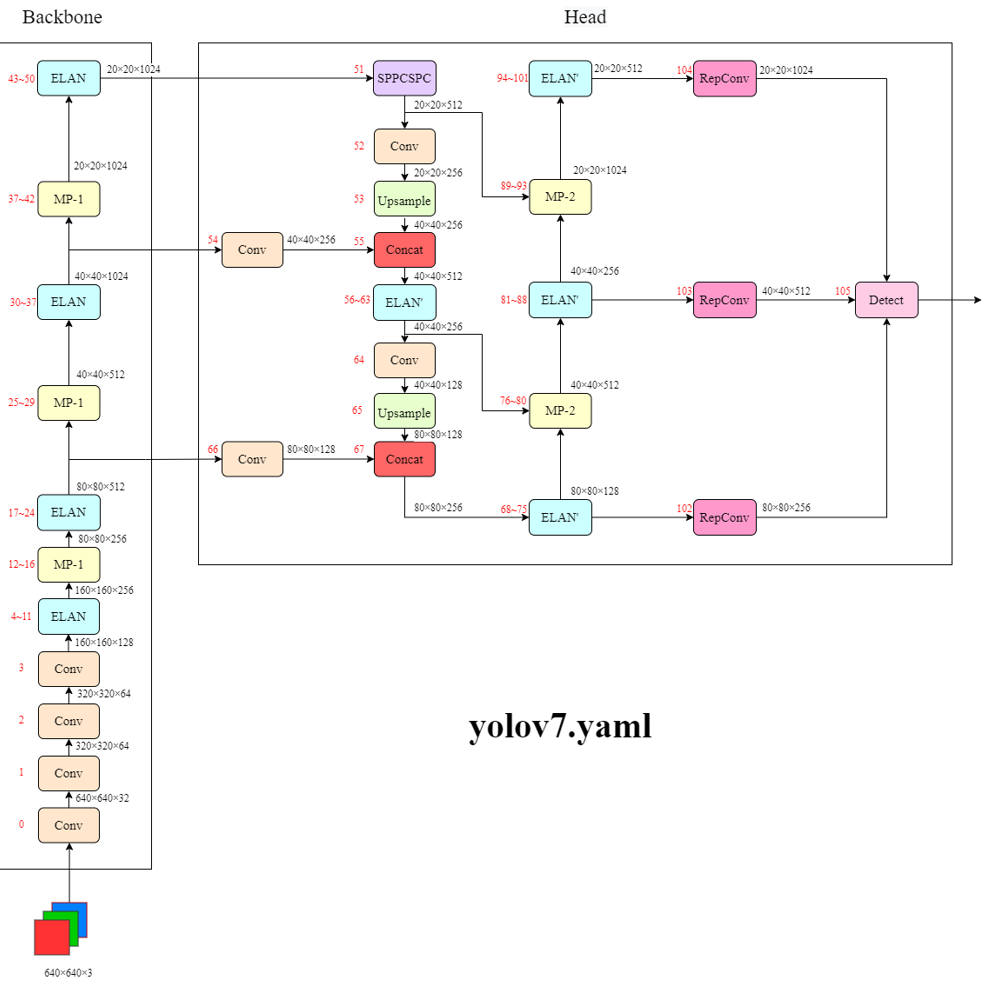 Backbone
Head
43~50
ELAN
20×20×1024
20×20×1024
37~42
MP-1
40×40×1024
30~37
ELAN
40×40×512
25~29
MP-1
80×80×512
17~24
ELAN
80×80×256
12~16
MP-1
160×160×256
4~11
ELAN
160×160×128
3
Conv
320×320×64
2
Conv
320×320×64
1
Conv
640×640×32
0
Conv
640×640×3
51
SPPCSPC
20×20×512
52
Conv
20×20×256
53
Upsample
40×40×256
54
Conv
40×40×256
55
Concat
40×40×512
56~63
ELAN'
40×40×256
64
Conv
40×40×128
65
Upsample
80×80×128
66
Conv
80×80×128
67
Concat
80×80×256
94~101
ELAN'
20×20×512
104
RepConv
20×20×1024
20×20×1024
89~93
MP-2
40×40×256
81~88
ELAN'
103
RepConv
40×40×512
105
Detect
40×40×512
76~80
MP-2
80×80×128
68~75
ELAN'
102
RepConv
80×80×256
yolov7.yaml